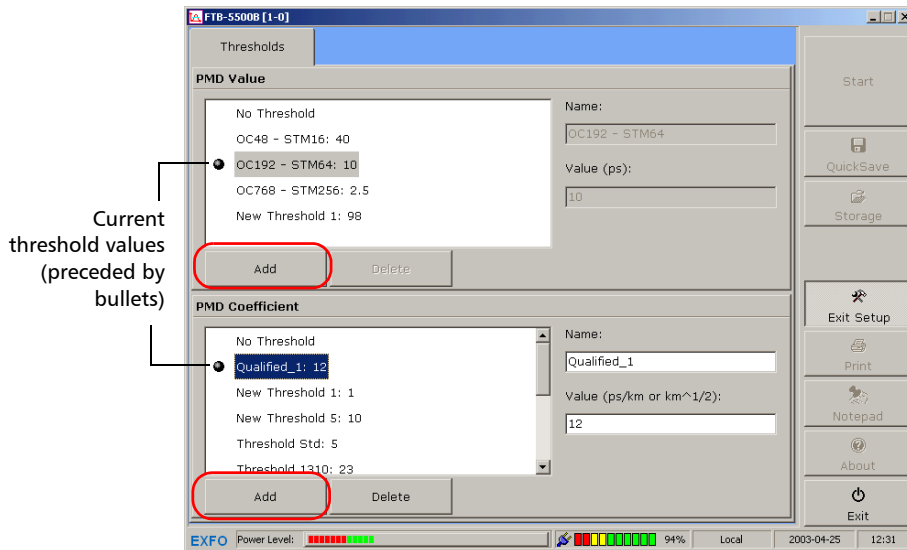 FTB-5500B [1-0]
Thresholds
PMD Value
No Threshold
OC48 - STM16: 40
OC192 - STM64: 10
OC768 - STM256: 2.5
New Threshold 1: 98
Name:
OC192 - STM64
Value (ps):
10
Add
Delete
Current
threshold values
(preceded by
bullets)
PMD Coefficient
No Threshold
Qualified_1: 12
New Threshold 1: 1
New Threshold 5: 10
Threshold Std: 5
Threshold 1310: 23
Name:
Qualified_1
Value (ps/km or km^1/2):
12
Add
Delete
Start
QuickSave
Storage
Exit Setup
Print
Notepad
About
Exit
EXFO
Power Level:
94%
Local
2003-04-25
12:31